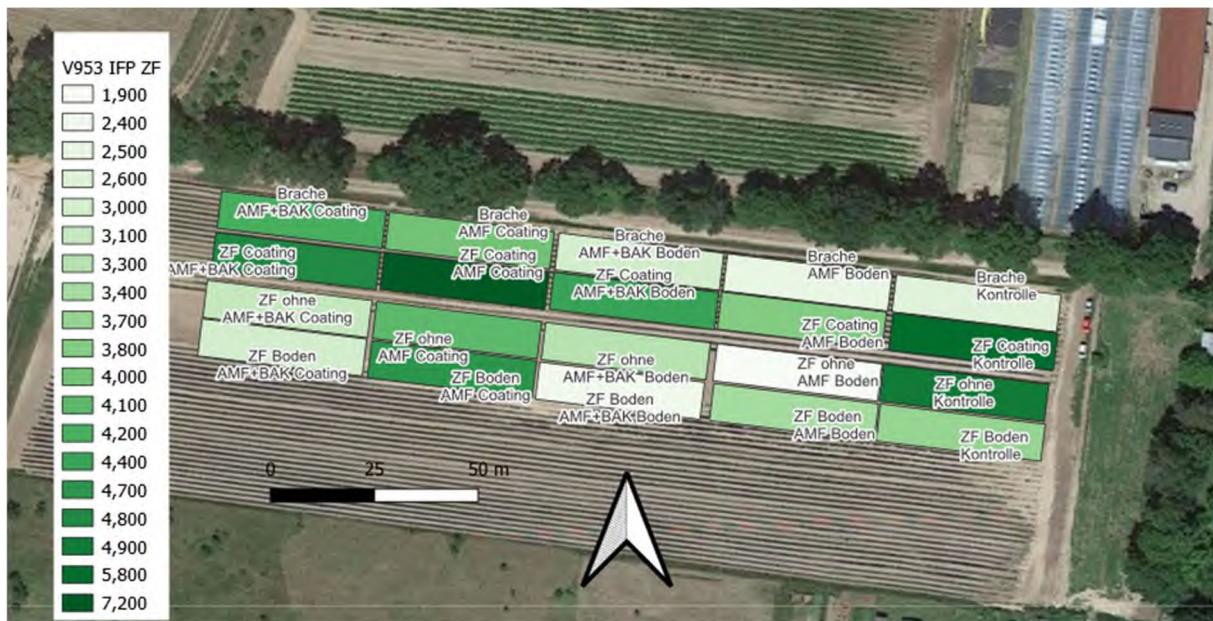 V953 IFP ZF
1,900
2,400
2,500
2,600
3,000
3,100
3,300
3,400
3,700
3,800
4,000
4,100
4,200
4,400
4,700
4,800
4,900
5,800
7,200
Brache
AMF+BAK Coating
Brache
AMF Coating
Brache
AMF+BAK Boden
Brache
AMF Boden
Brache
Kontrolle
ZF Coating
AMF+BAK Coating
ZF Coating
AMF Coating
ZF Coating
AMF+BAK Boden
ZF Coating
AMF Boden
ZF Coating
Kontrolle
ZF ohne
AMF+BAK Coating
ZF ohne
AMF Coating
ZF ohne
AMF+BAK Boden
ZF ohne
AMF Boden
ZF ohne
Kontrolle
ZF Boden
AMF+BAK Coating
ZF Boden
AMF Coating
ZF Boden
AMF+BAK Boden
ZF Boden
AMF Boden
ZF Boden
Kontrolle
0 25 50 m